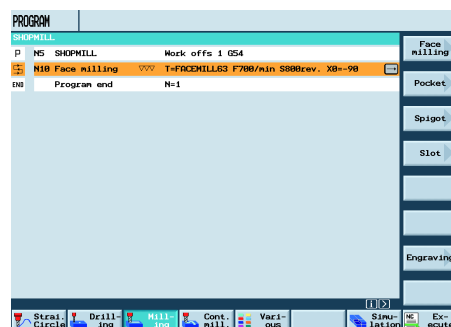 PROGRAM
SHOPMILL
P N5 SHOPMILL Work offs 1 G54
N10 Face milling ▽▽▽ T=FACEMILL63 F700/min S800rev. X0=-90
END Program end N=1
Face milling
Pocket
Spigot
Slot
Engraving
Strai. Circle
Drill- ing
Mill- ing
Cont. mill.
Vari- ous
Simu- lation
NC Ex- ecute